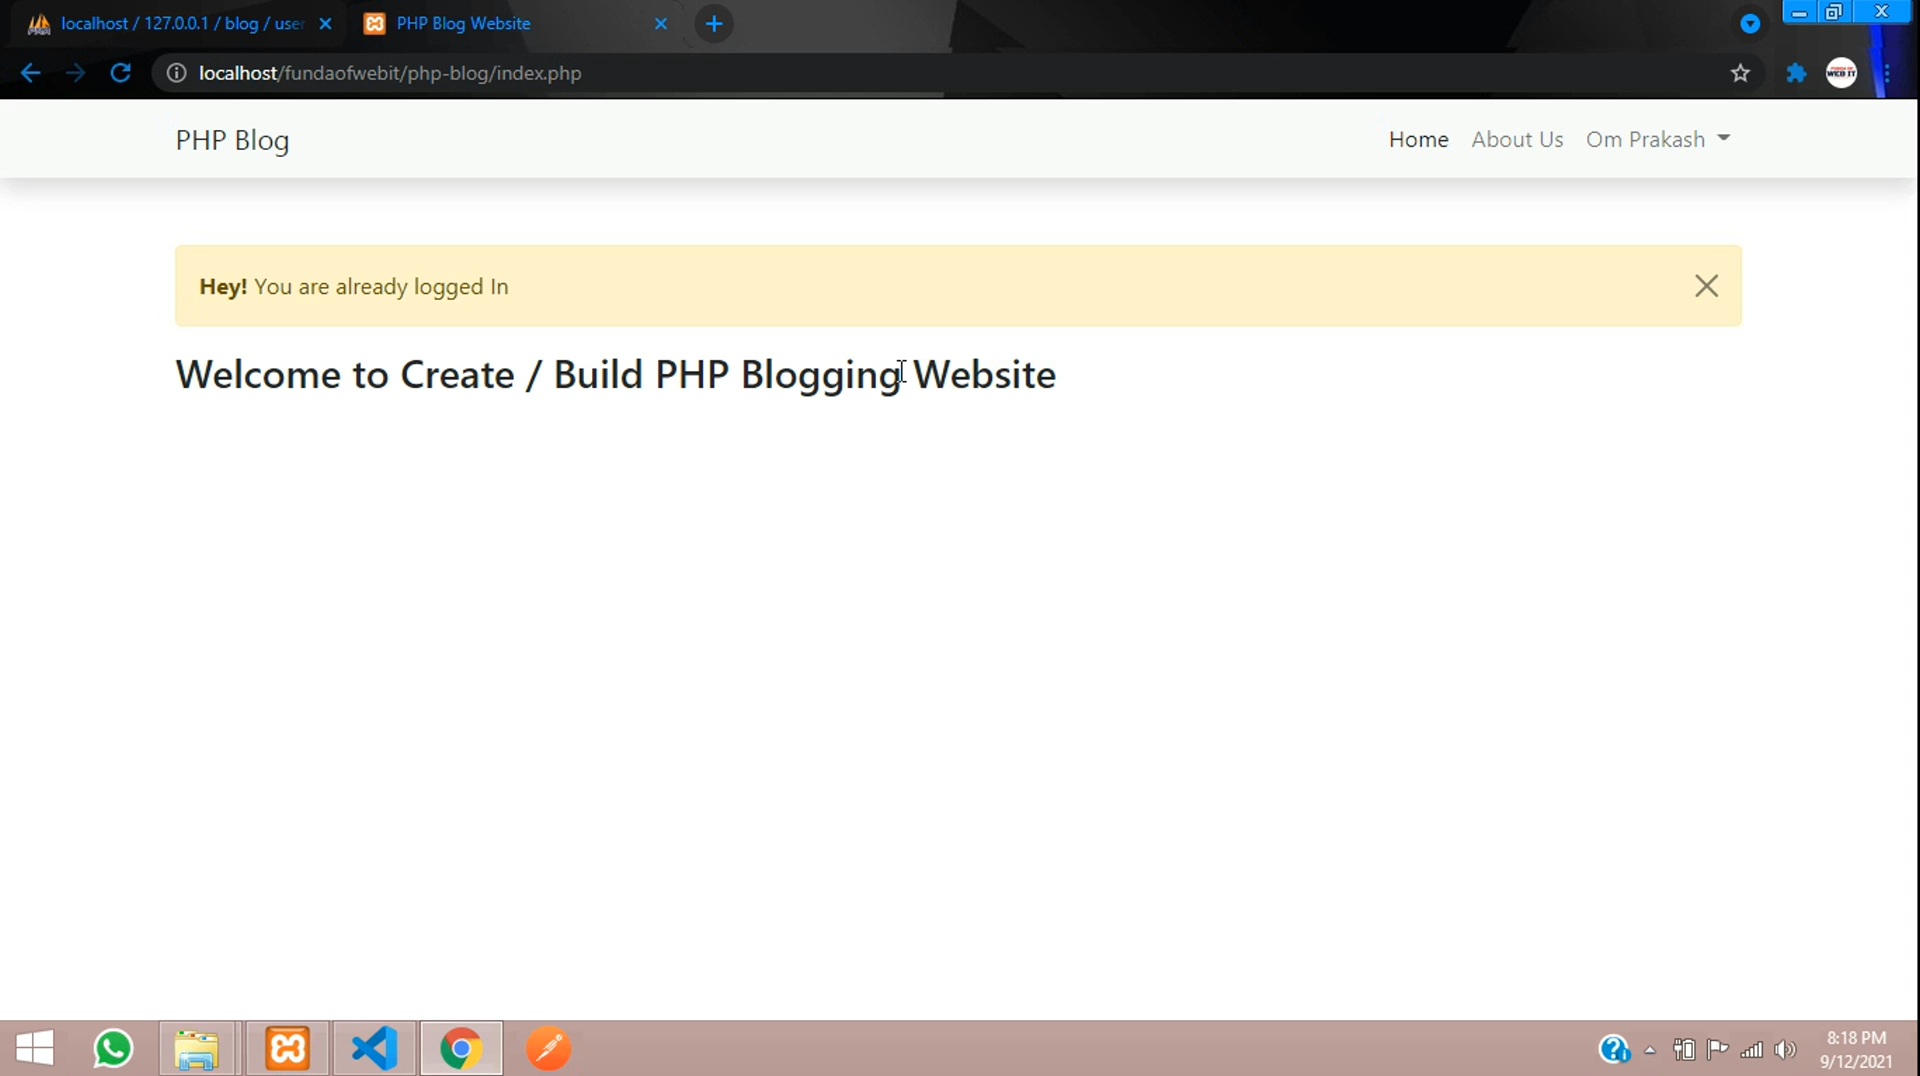 localhost / 127.0.0.1 / blog / user
PHP Blog Website
localhost/fundaofwebit/php-blog/index.php
WEB IT
PHP Blog
Home
About Us
Om Prakash
Hey! You are already logged In
Welcome to Create / Build PHP Blogging Website
8:18 PM
9/12/2021